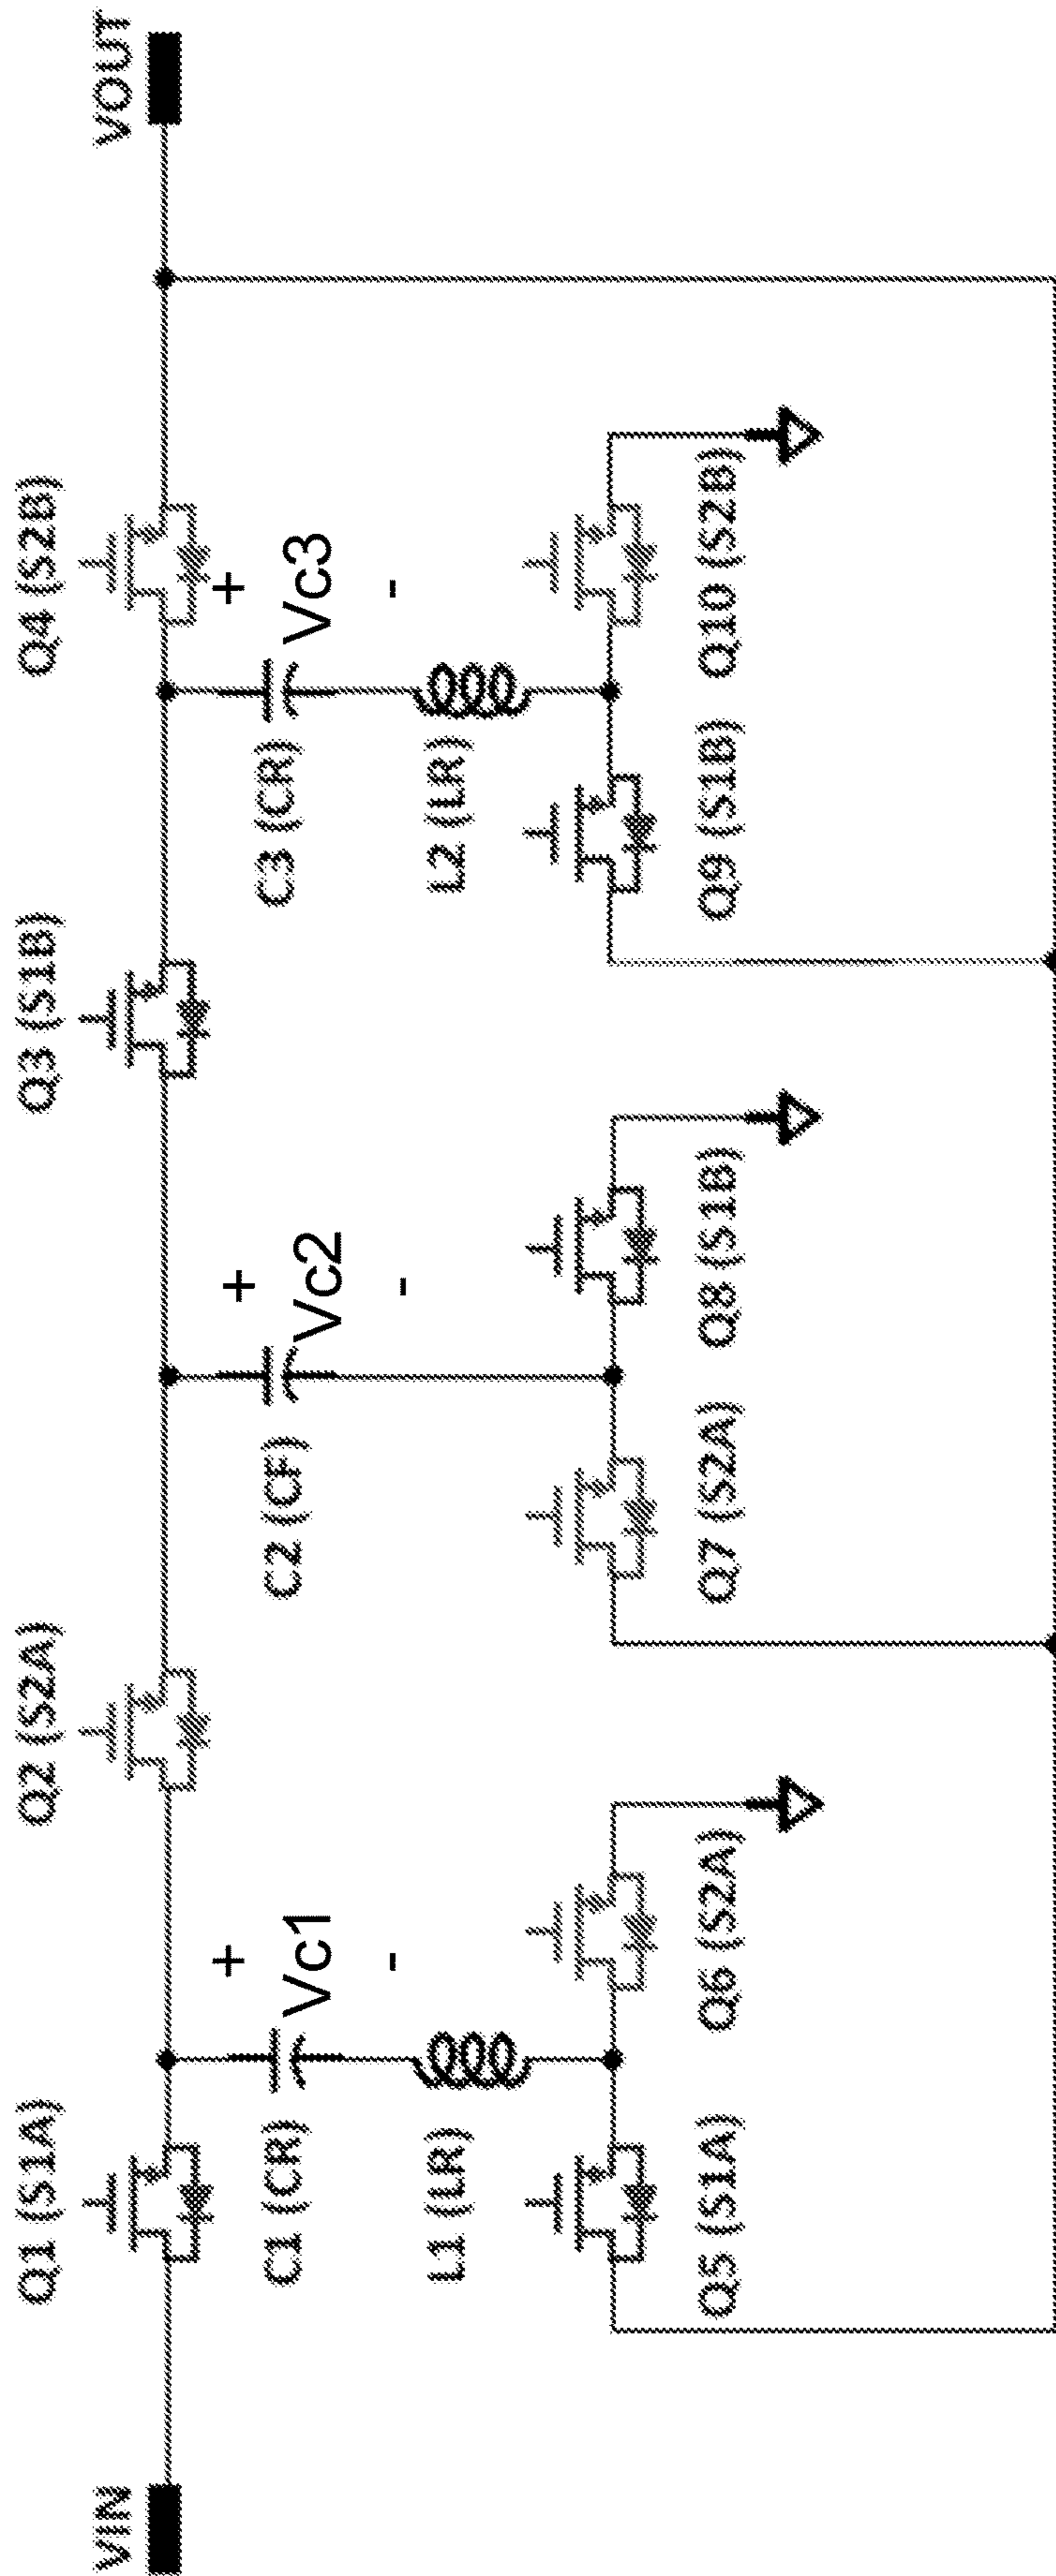 VIN
Q1 (S1A)
Q2 (S2A)
Q3 (S1B)
Q4 (S2B)
VOUT
C1 (CR)
+
Vc1
-
C2 (CF)
+
Vc2
-
C3 (CR)
+
Vc3
-
L1 (LR)
L2 (LR)
Q5 (S1A)
Q6 (S2A)
Q7 (S2A)
Q8 (S1B)
Q9 (S1B)
Q10 (S2B)